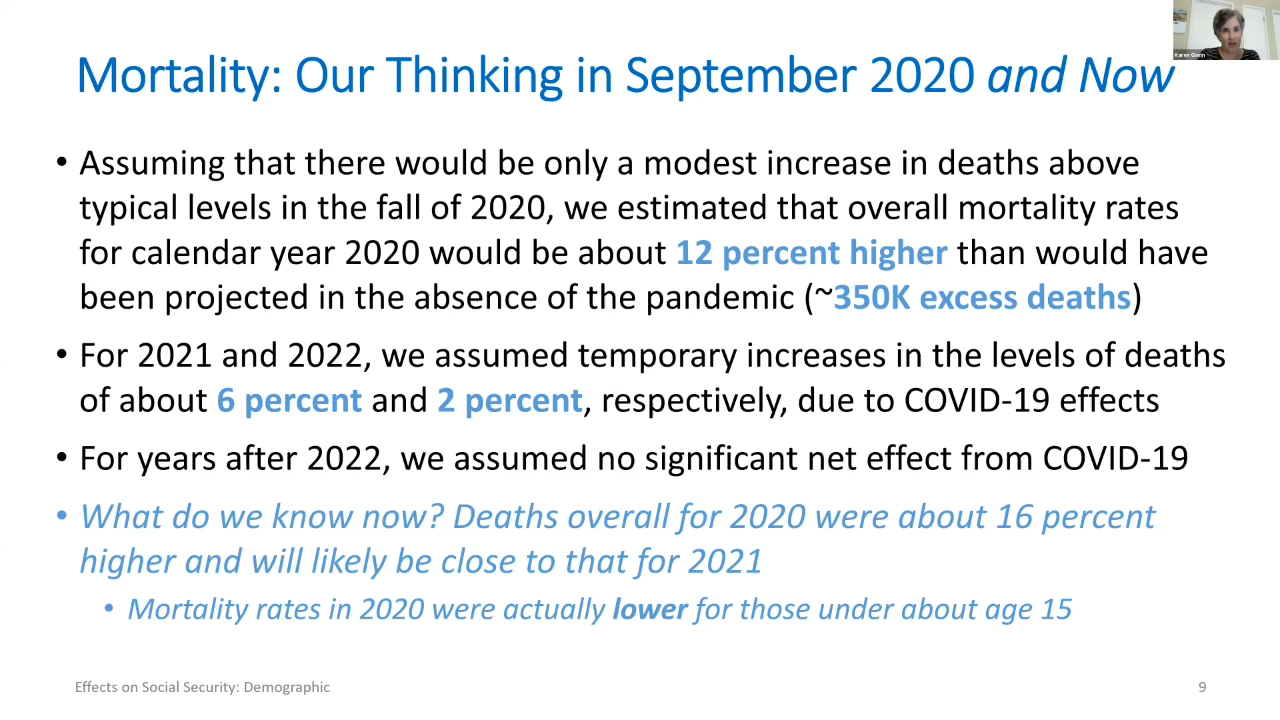 Karen Glenn
Mortality: Our Thinking in September 2020 and Now
• Assuming that there would be only a modest increase in deaths above
typical levels in the fall of 2020, we estimated that overall mortality rates
for calendar year 2020 would be about 12 percent higher than would have
been projected in the absence of the pandemic (~350K excess deaths)
• For 2021 and 2022, we assumed temporary increases in the levels of deaths
of about 6 percent and 2 percent, respectively, due to COVID-19 effects
• For years after 2022, we assumed no significant net effect from COVID-19
• What do we know now? Deaths overall for 2020 were about 16 percent
higher and will likely be close to that for 2021
• Mortality rates in 2020 were actually lower for those under about age 15
Effects on Social Security: Demographic
9